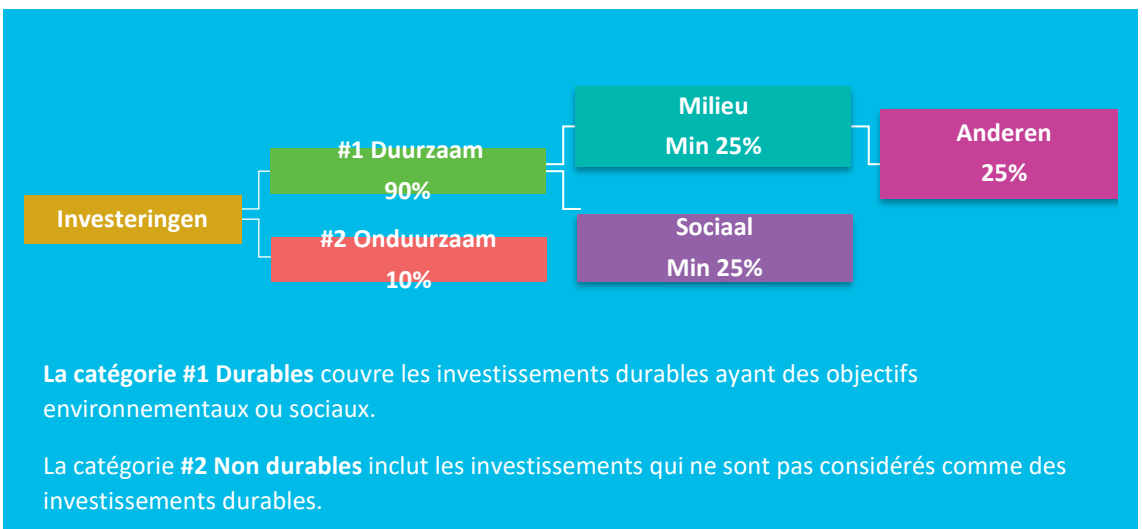 Investeringen
#1 Duurzaam
90%
#2 Onduurzaam
10%
Milieu
Min 25%
Sociaal
Min 25%
Anderen
25%
La catégorie #1 Durables couvre les investissements durables ayant des objectifs
environnementaux ou sociaux.
La catégorie #2 Non durables inclut les investissements qui ne sont pas considérés comme des
investissements durables.